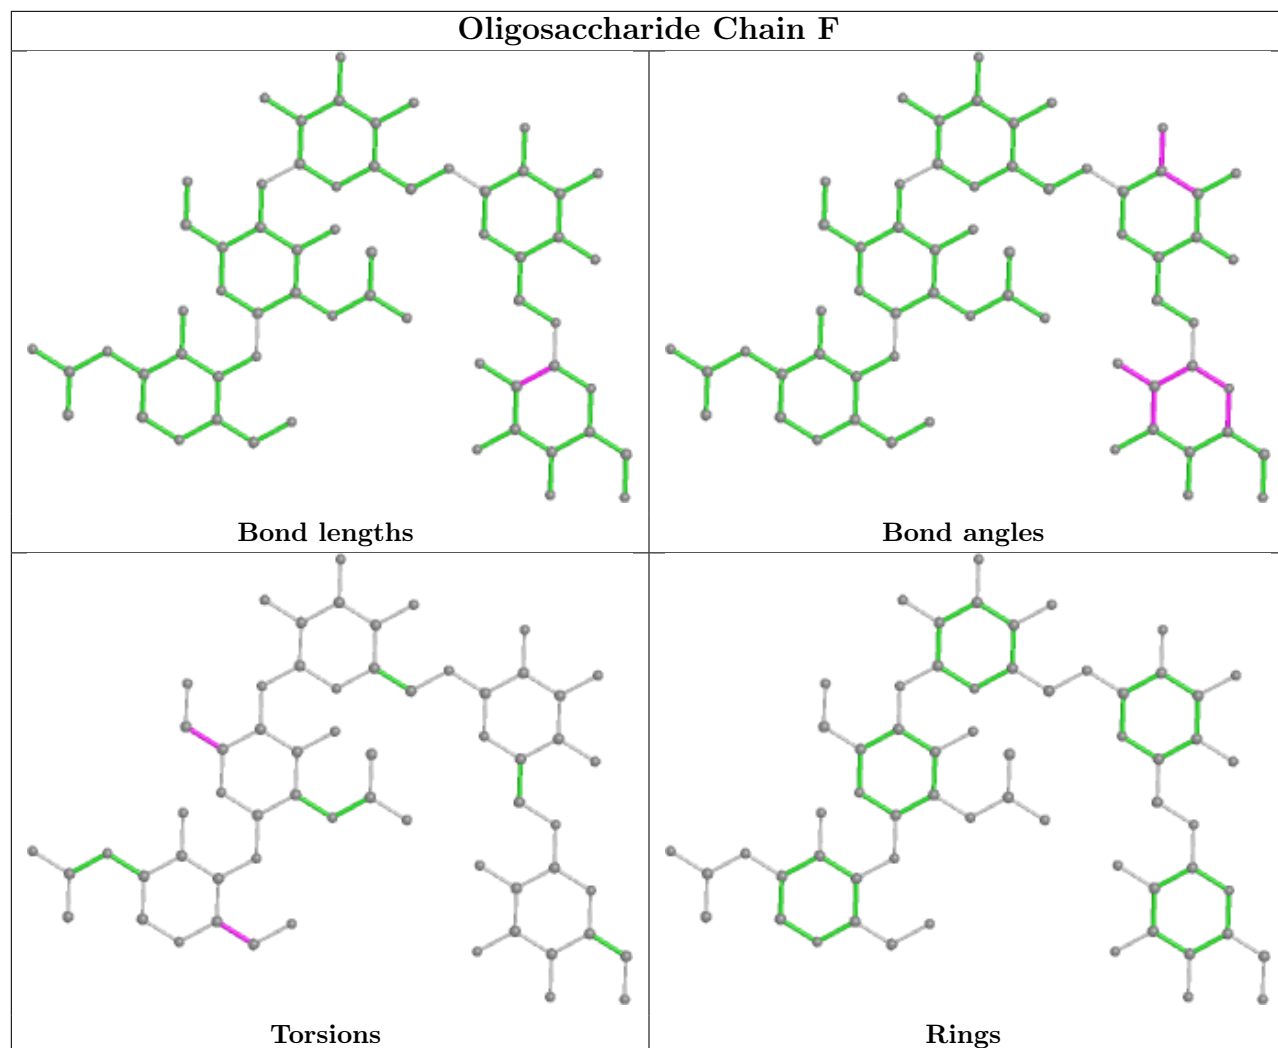 Oligosaccharide Chain F
Bond lengths
Bond angles
Torsions
Rings